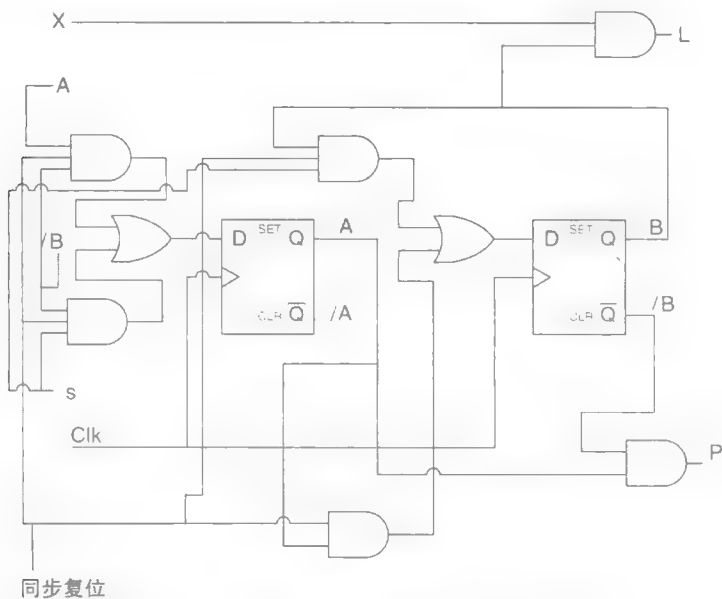 X
L
A
/B
D SET Q
CLR Q̅
A
/A
D SET Q
CLR Q̅
B
/B
s
Clk
P
同步复位